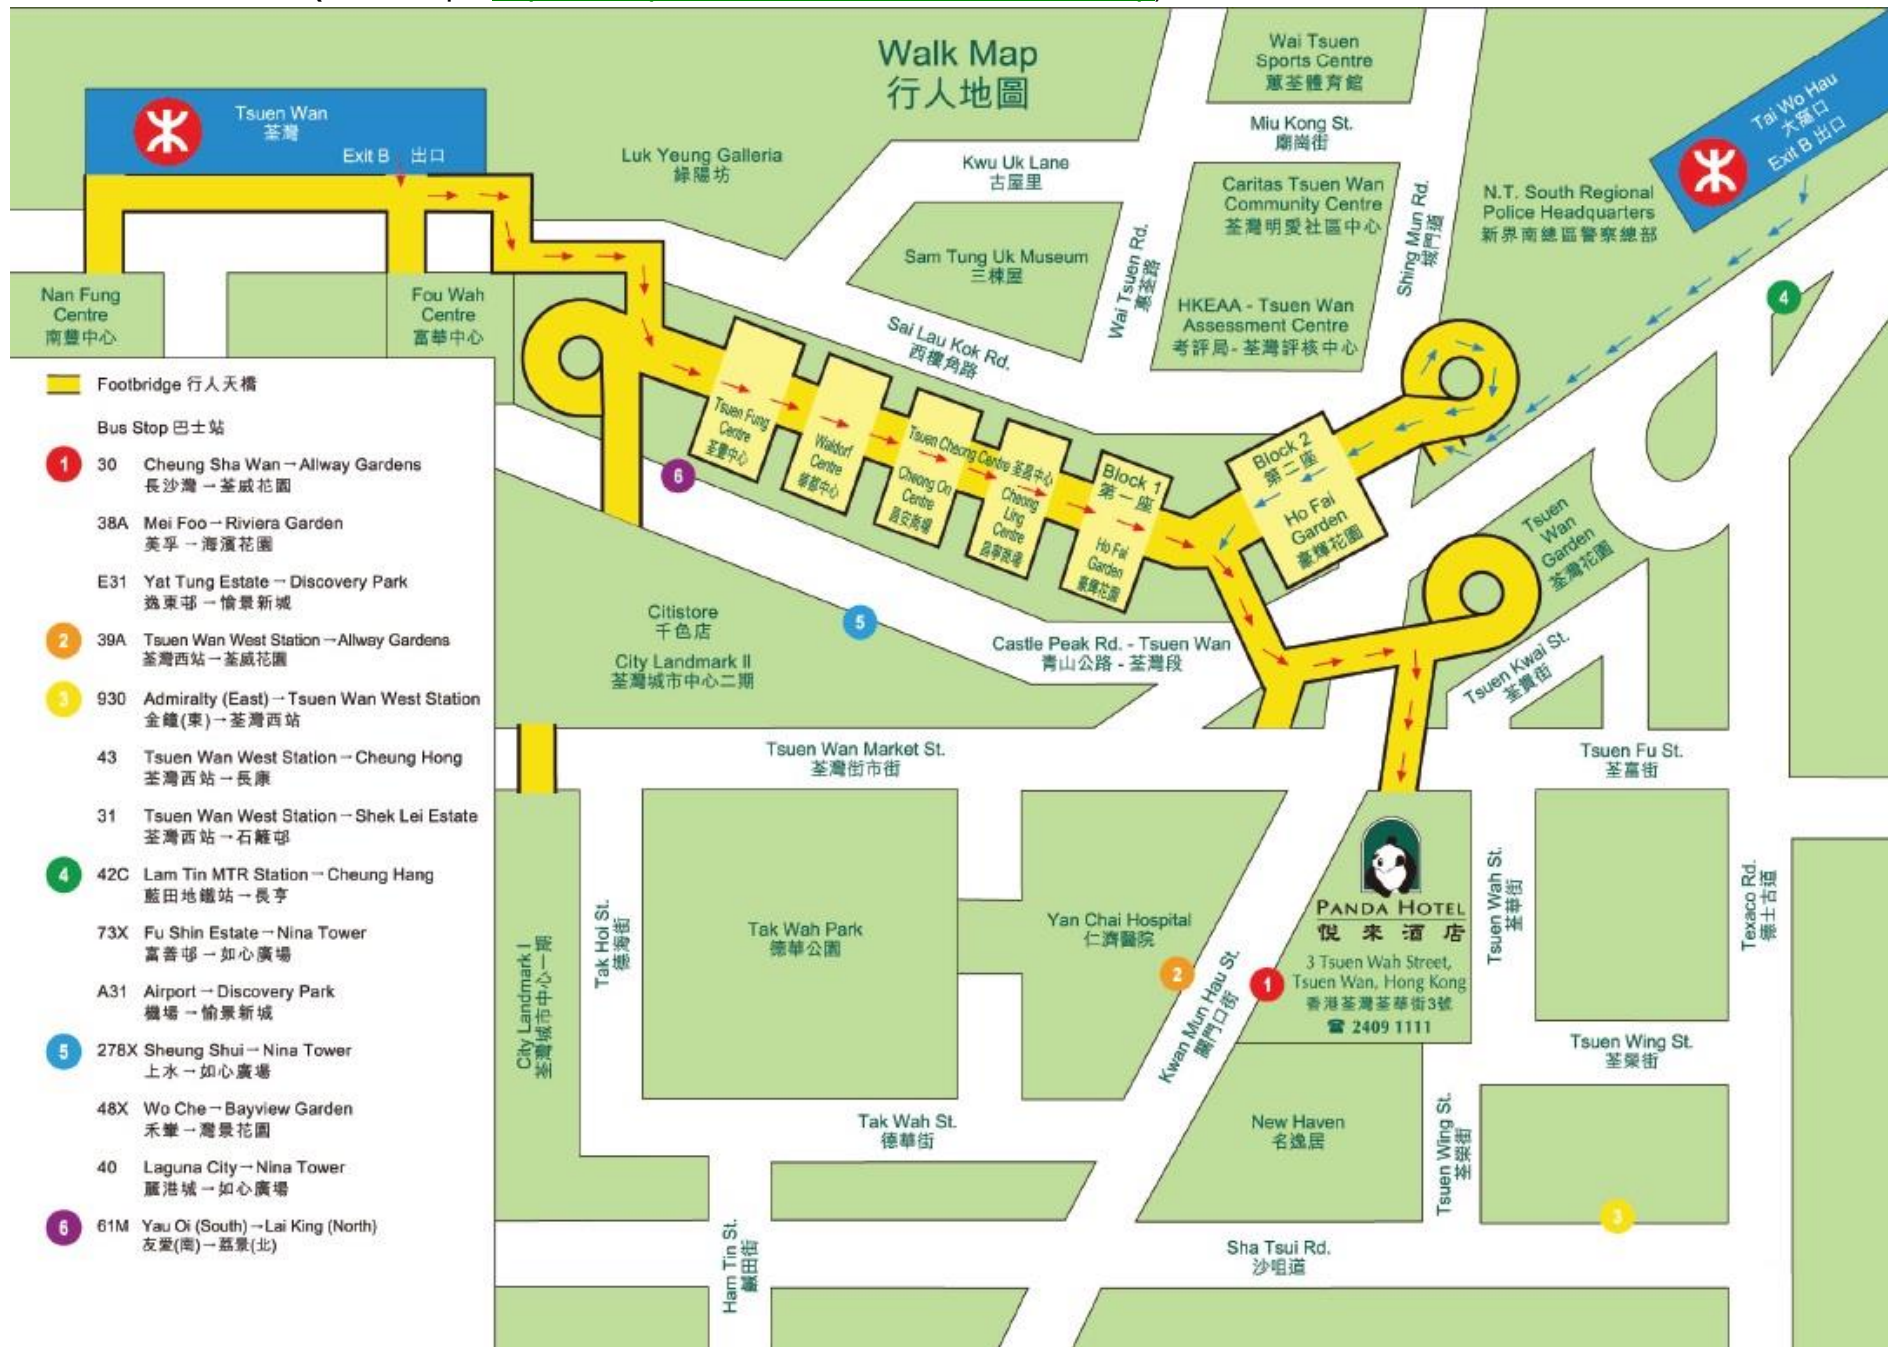 Walk Map
行人地圖
Tsuen Wan
荃灣
Exit B 出口
Luk Yeung Galleria
綠陽坊
Kwu Uk Lane
古屋里
Sam Tung Uk Museum
三棟屋
Wai Tsuen
Sports Centre
蕙荃體育館
Miu Kong St.
廟崗街
Caritas Tsuen Wan
Community Centre
荃灣明愛社區中心
HKEAA - Tsuen Wan
Assessment Centre
考評局- 荃灣評核中心
Wai Tsuen Rd.
惠荃路
Shing Mun Rd.
城門道
N.T. South Regional
Police Headquarters
新界南總區警察總部
Tai Wo Hau
大窩口
Exit B 出口
4
Nan Fung
Centre
南豐中心
Fou Wah
Centre
富華中心
Sai Lau Kok Rd.
西樓角路
Tsuen Fung
Centre
荃豐中心
Waldorf
Centre
華都中心
Tsuen Cheong Centre 荃昌中心
Cheong On
Centre
昌安商場
Cheong
Ling
Centre
昌寧商場
Block 1
第一座
Ho Fai
Garden
豪輝花園
Block 2
第二座
Ho Fai
Garden
豪輝花園
Tsuen
Wan
Garden
荃灣花園
6
5
Citistore
千色店
City Landmark II
荃灣城市中心二期
Castle Peak Rd. - Tsuen Wan
青山公路 - 荃灣段
Tsuen Kwai St.
荃貴街
Tsuen Wan Market St.
荃灣街市街
Tsuen Fu St.
荃富街
City Landmark I
荃灣城市中心一期
Tak Hoi St.
德海街
Tak Wah Park
德華公園
Yan Chai Hospital
仁濟醫院
2
Kwan Mun Hau St.
關門口街
1
PANDA HOTEL
悅來酒店
3 Tsuen Wah Street,
Tsuen Wan, Hong Kong
香港荃灣荃華街3號
☎ 2409 1111
Tsuen Wah St.
荃華街
Texaco Rd.
德士古道
Tsuen Wing St.
荃榮街
Tak Wah St.
德華街
New Haven
名逸居
Tsuen Wing St.
荃榮街
3
Ham Tin St.
鹹田街
Sha Tsui Rd.
沙咀道
Footbridge 行人天橋
Bus Stop 巴士站
1 30 Cheung Sha Wan→Allway Gardens
長沙灣→荃威花園
38A Mei Foo→Riviera Garden
美孚→海濱花園
E31 Yat Tung Estate→Discovery Park
逸東邨→愉景新城
2 39A Tsuen Wan West Station→Allway Gardens
荃灣西站→荃威花園
3 930 Admiralty (East)→Tsuen Wan West Station
金鐘(東)→荃灣西站
43 Tsuen Wan West Station→Cheung Hong
荃灣西站→長康
31 Tsuen Wan West Station→Shek Lei Estate
荃灣西站→石籬邨
4 42C Lam Tin MTR Station→Cheung Hang
藍田地鐵站→長亨
73X Fu Shin Estate→Nina Tower
富善邨→如心廣場
A31 Airport→Discovery Park
機場→愉景新城
5 278X Sheung Shui→Nina Tower
上水→如心廣場
48X Wo Che→Bayview Garden
禾輋→灣景花園
40 Laguna City→Nina Tower
麗港城→如心廣場
6 61M Yau Oi (South)→Lai King (North)
友愛(南)→荔景(北)